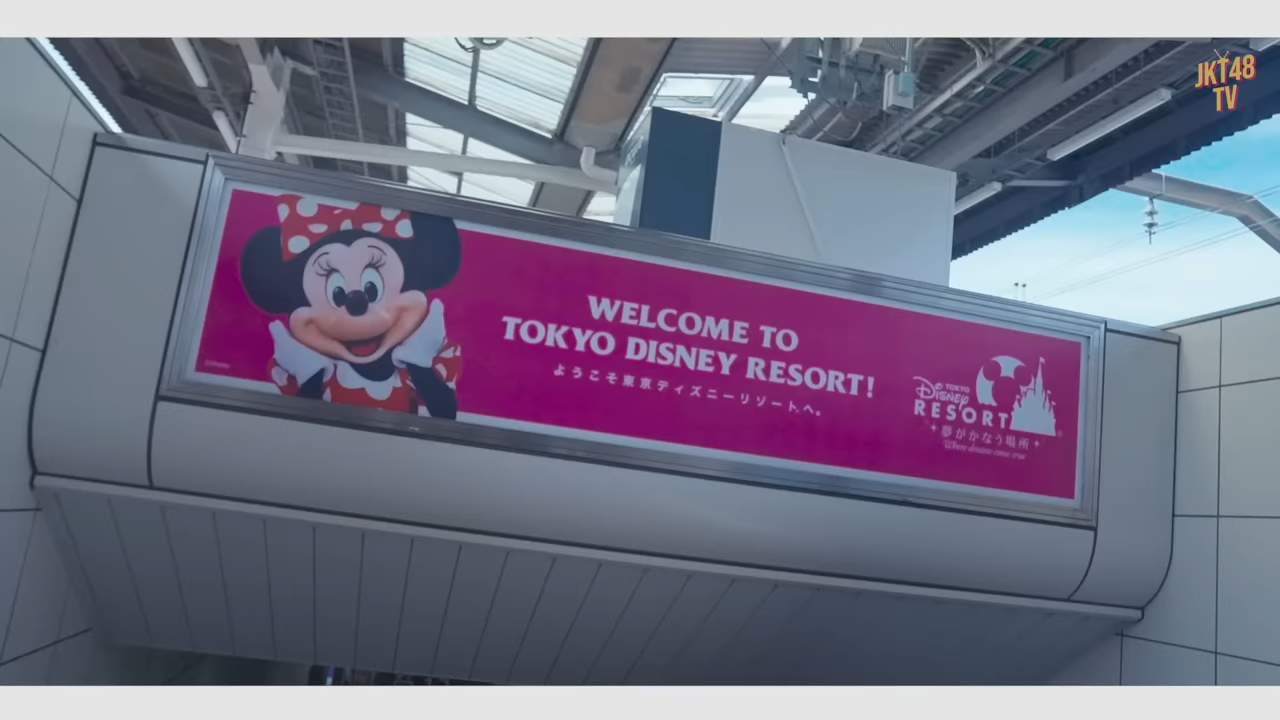 JKT48
TV
WELCOME TO
TOKYO DISNEY RESORT!
ようこそ東京ディズニーリゾートへ。
TOKYO
Disney
RESORT
夢がかなう場所
Where dreams come true